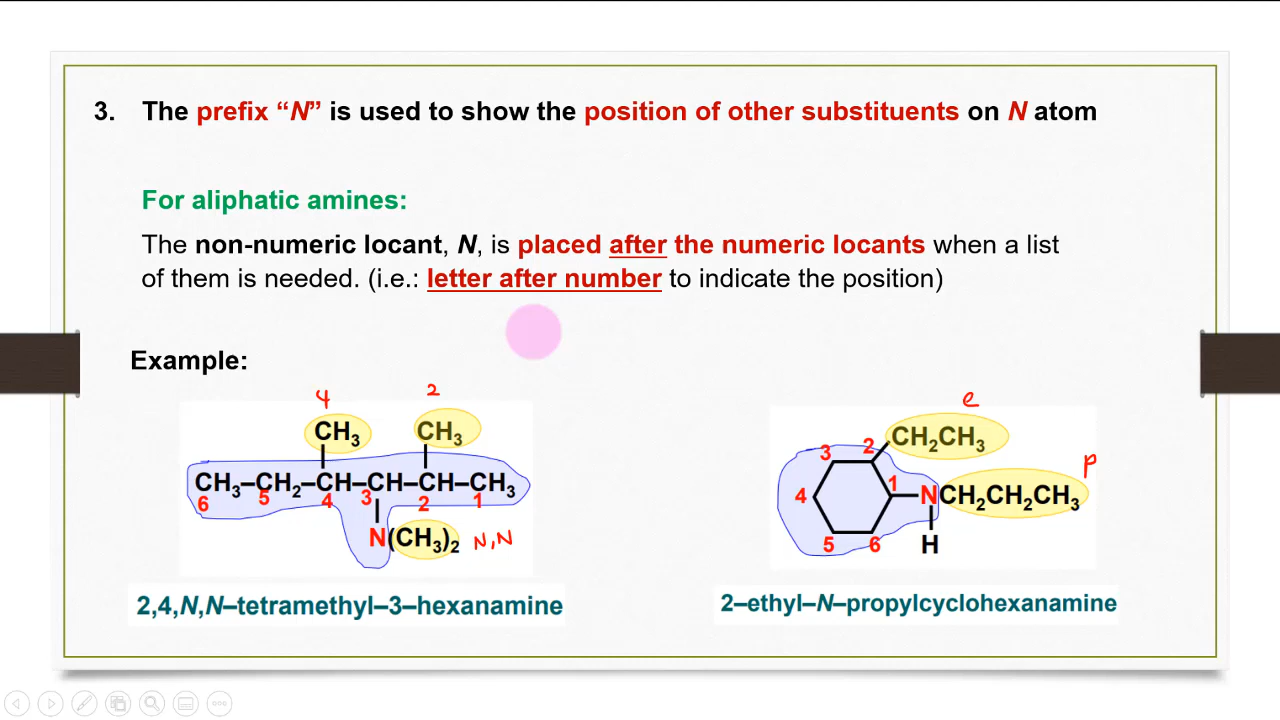 3. The prefix “N” is used to show the position of other substituents on N atom
For aliphatic amines:
The non-numeric locant, N, is placed after the numeric locants when a list
of them is needed. (i.e.: letter after number to indicate the position)
Example:
4 2
CH3 CH3
CH3–CH2–CH–CH–CH–CH3
6 5 4 3 2 1
N(CH3)2 N,N
2,4,N,N–tetramethyl–3–hexanamine
e
CH2CH3
3 2
p
4 1 NCH2CH2CH3
5 6 H
2–ethyl–N–propylcyclohexanamine